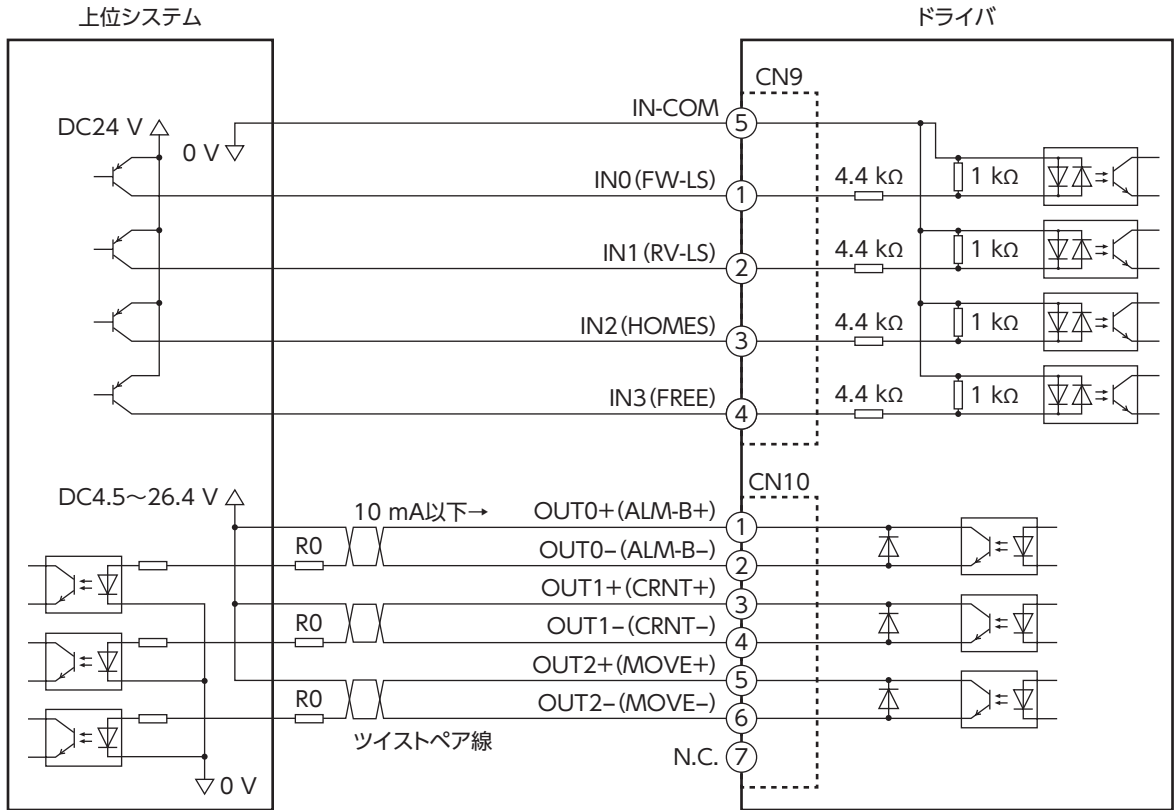 上位システム
ドライバ
CN9
IN-COM
5
DC24 V
0 V
IN0(FW-LS)
1
4.4 kΩ
1 kΩ
IN1(RV-LS)
2
4.4 kΩ
1 kΩ
IN2(HOMES)
3
4.4 kΩ
1 kΩ
IN3(FREE)
4
4.4 kΩ
1 kΩ
CN10
DC4.5～26.4 V
10 mA以下→
OUT0+(ALM-B+)
1
R0
OUT0−(ALM-B−)
2
OUT1+(CRNT+)
3
R0
OUT1−(CRNT−)
4
OUT2+(MOVE+)
5
R0
OUT2−(MOVE−)
6
ツイストペア線
N.C.
7
0 V